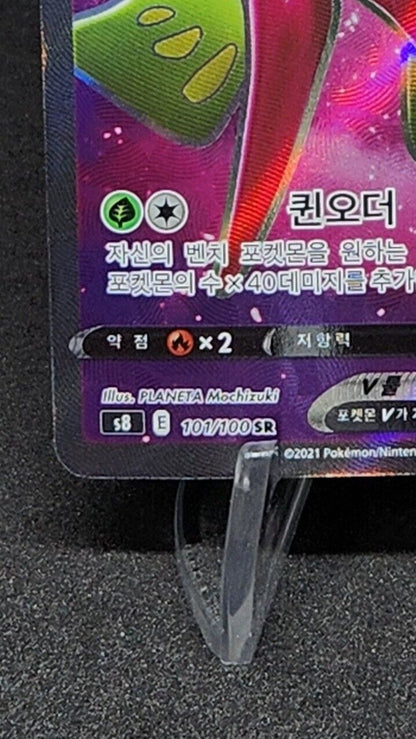 퀸오더
자신의 벤치 포켓몬을 원하는
포켓몬의 수×40데미지를 추가
약점 ×2 저항력
V룰
Illus. PLANETA Mochizuki
포켓몬 V가
s8 E 101/100 SR
©2021 Pokémon/Ninten